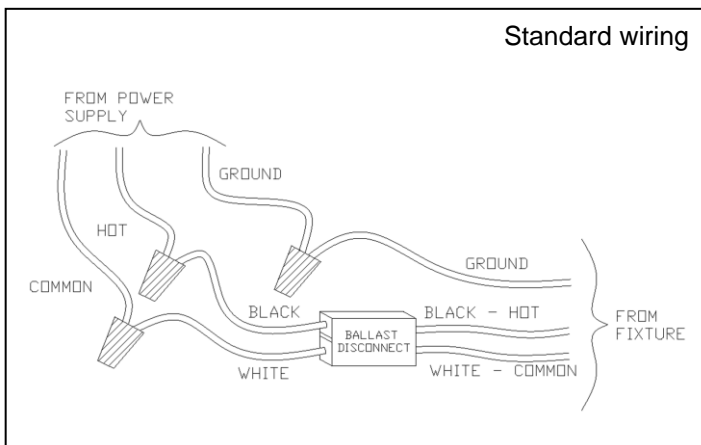 Standard wiring
FROM POWER
SUPPLY
GROUND
HOT
COMMON
GROUND
BLACK
BLACK - HOT
BALLAST
DISCONNECT
FROM
FIXTURE
WHITE
WHITE - COMMON